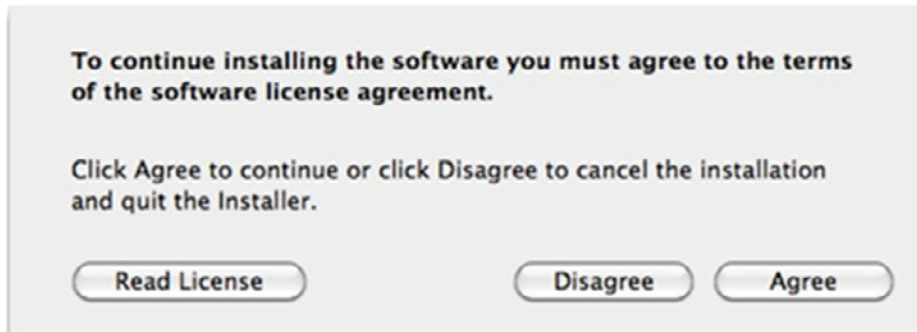 To continue installing the software you must agree to the terms
of the software license agreement.
Click Agree to continue or click Disagree to cancel the installation
and quit the Installer.
Read License Disagree Agree